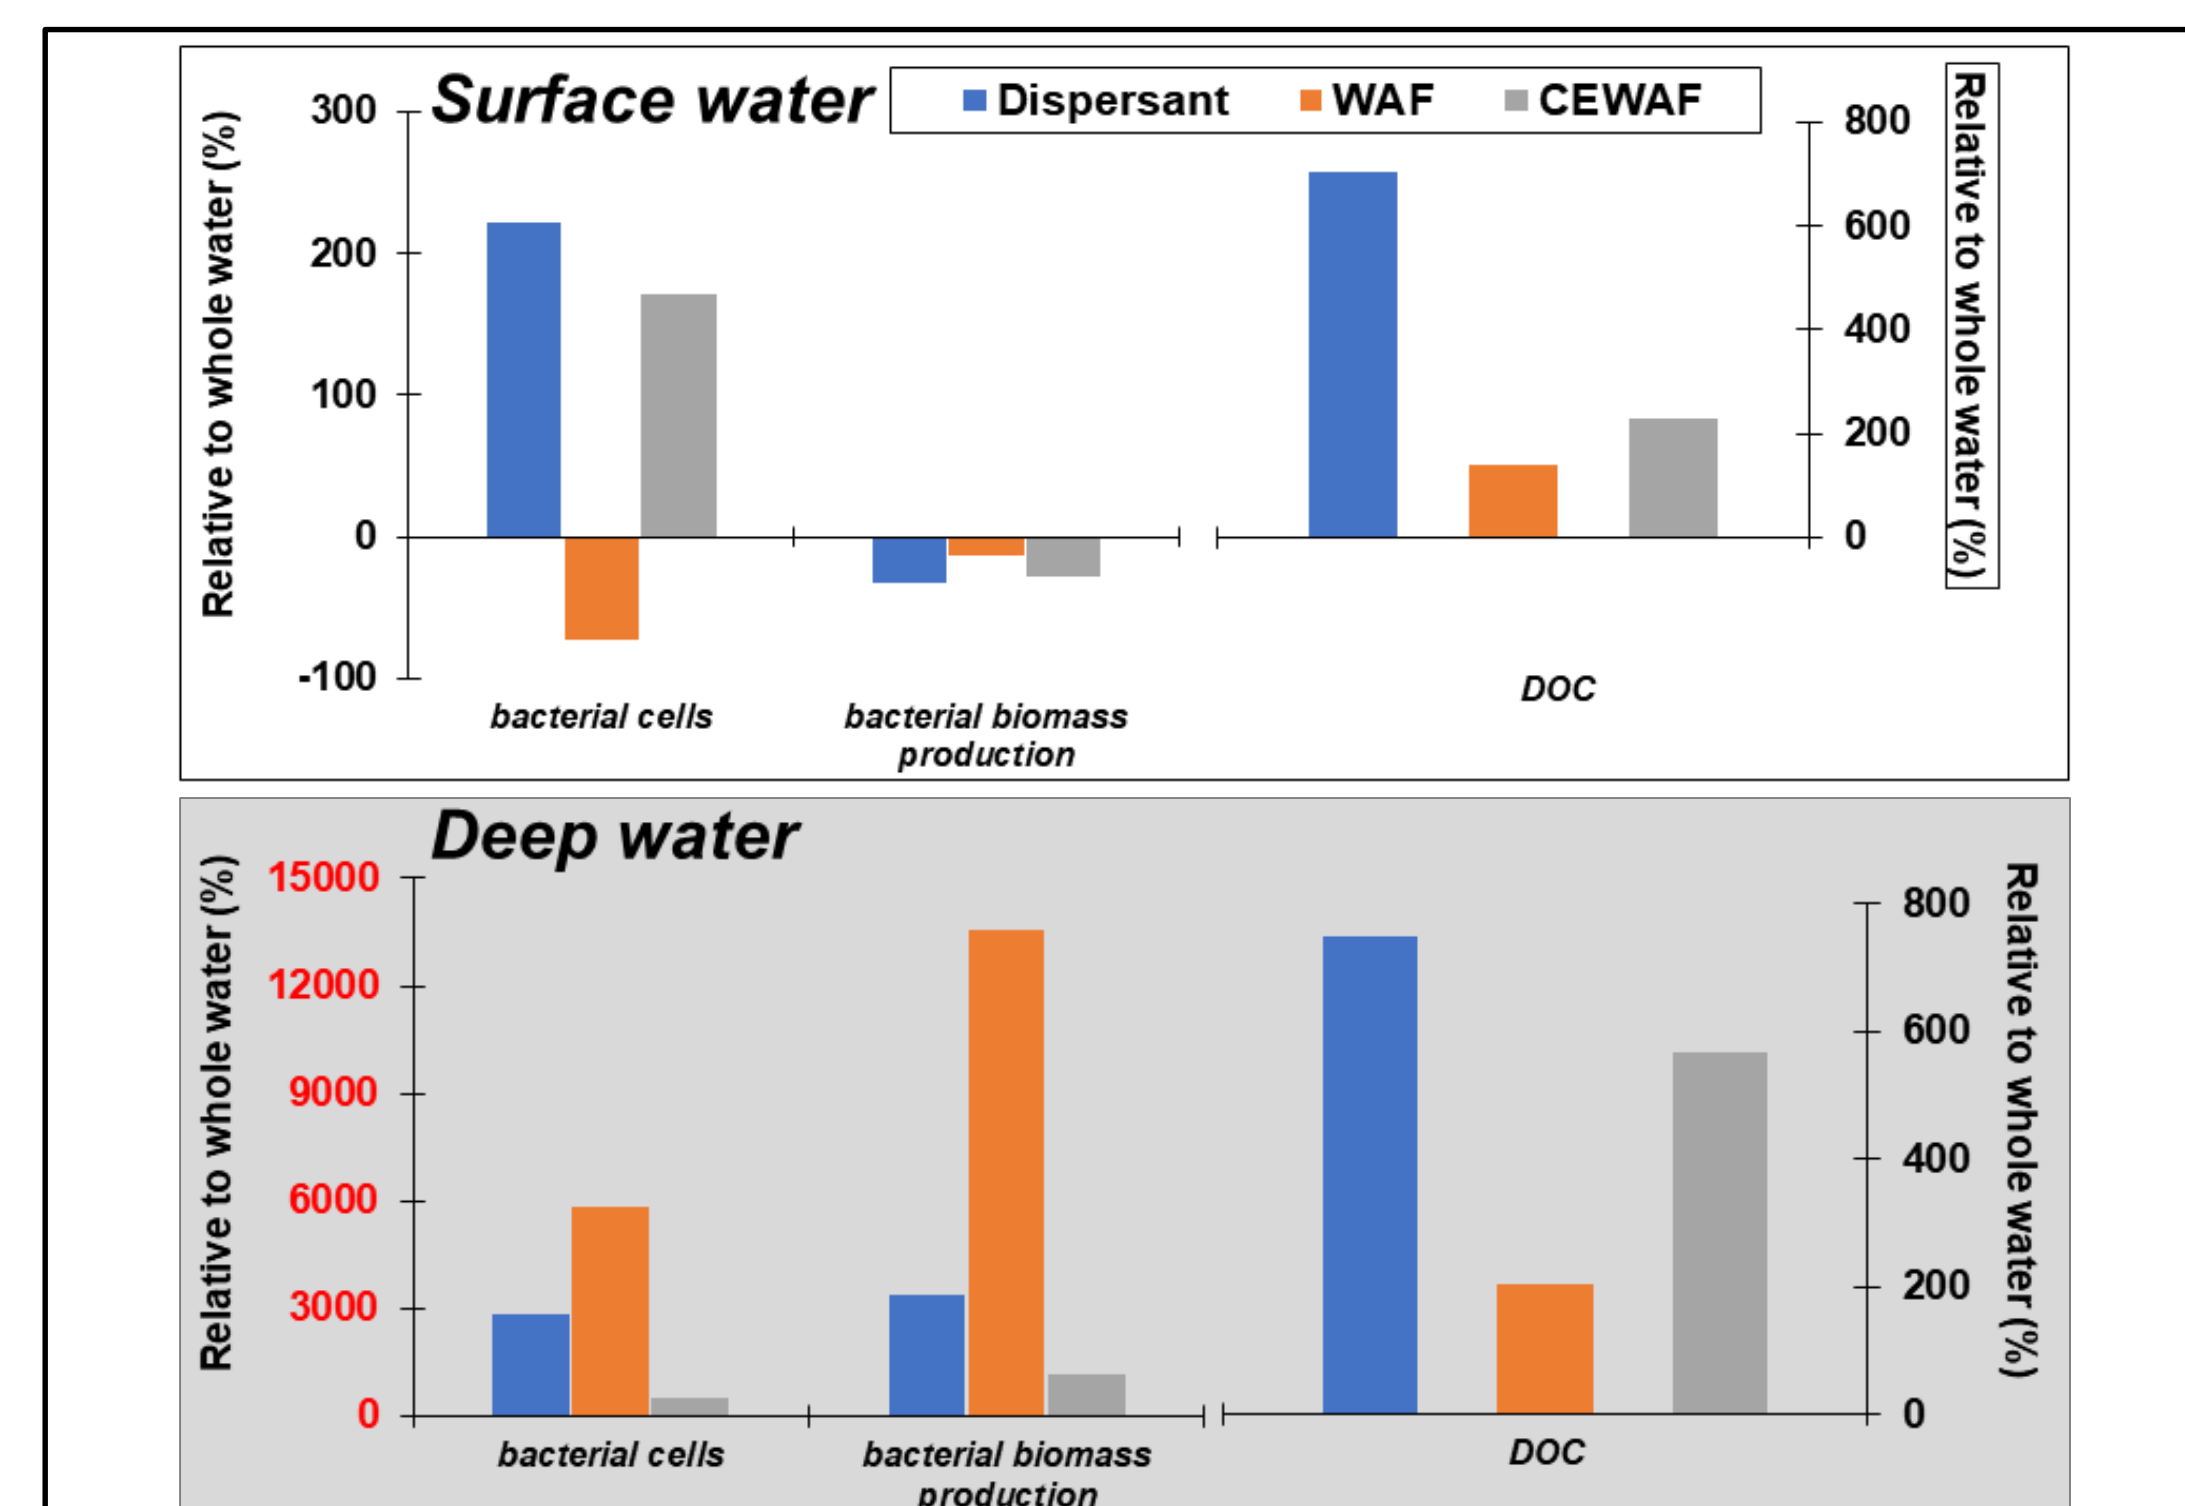 Surface water
Dispersant WAF CEWAF
Relative to whole water (%)
300
200
100
0
-100
800
600
400
200
0
Relative to whole water (%)
bacterial cells
bacterial biomass
production
DOC
Deep water
Relative to whole water (%)
15000
12000
9000
6000
3000
0
800
600
400
200
0
Relative to whole water (%)
bacterial cells
bacterial biomass
production
DOC